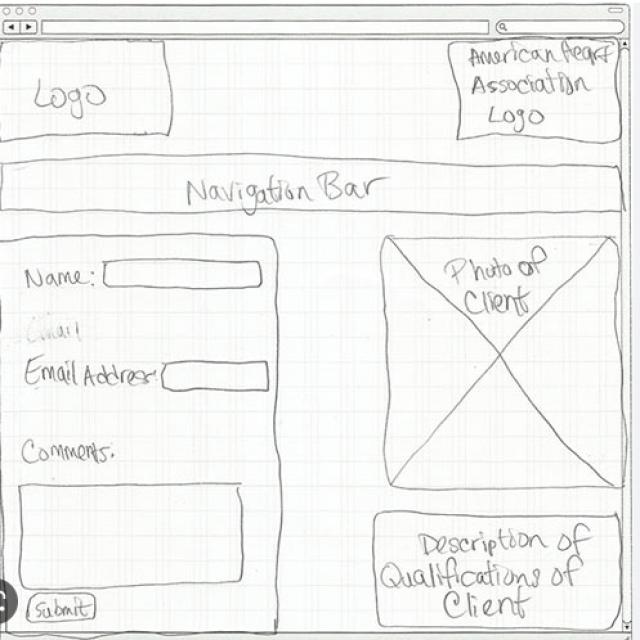 Logo
American Heart
Association
Logo
Navigation Bar
Name:
Email
Email Address:
Comments:
Submit
Photo of
Client
Description of
Qualifications of
Client